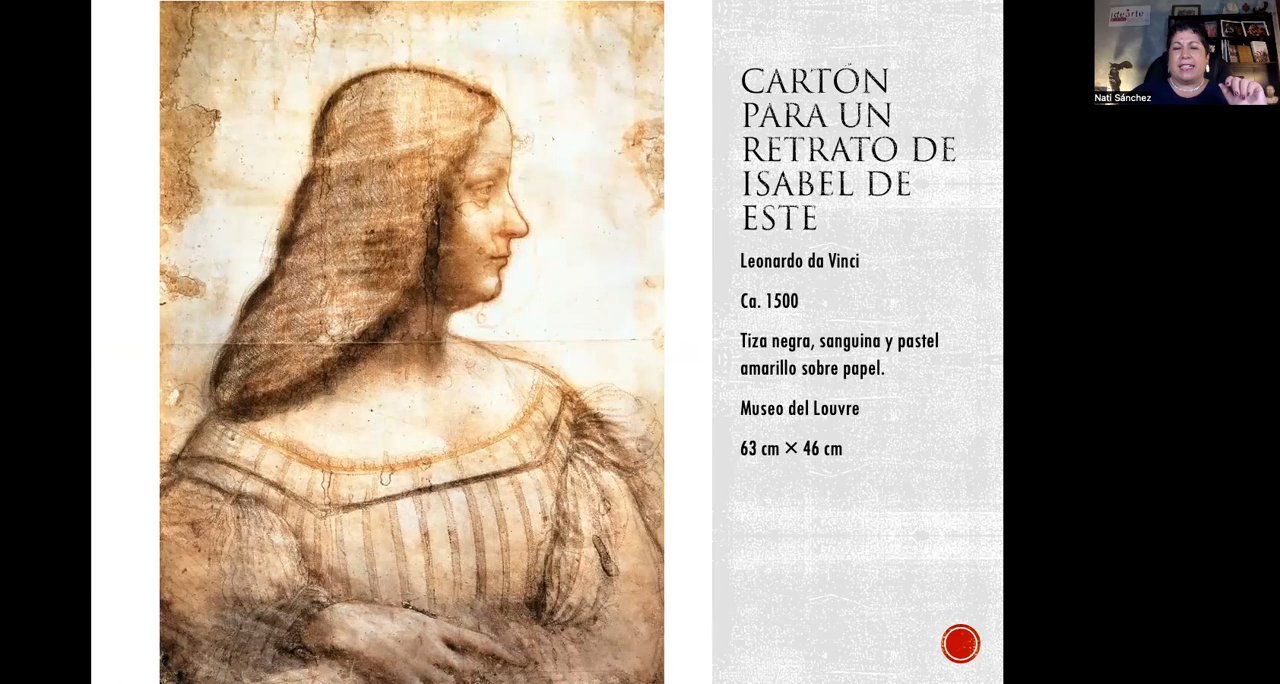 CARTÓN
PARA UN
RETRATO DE
ISABEL DE
ESTE
Leonardo da Vinci
Ca. 1500
Tiza negra, sanguina y pastel
amarillo sobre papel.
Museo del Louvre
63 cm × 46 cm
idearte
Nati Sánchez